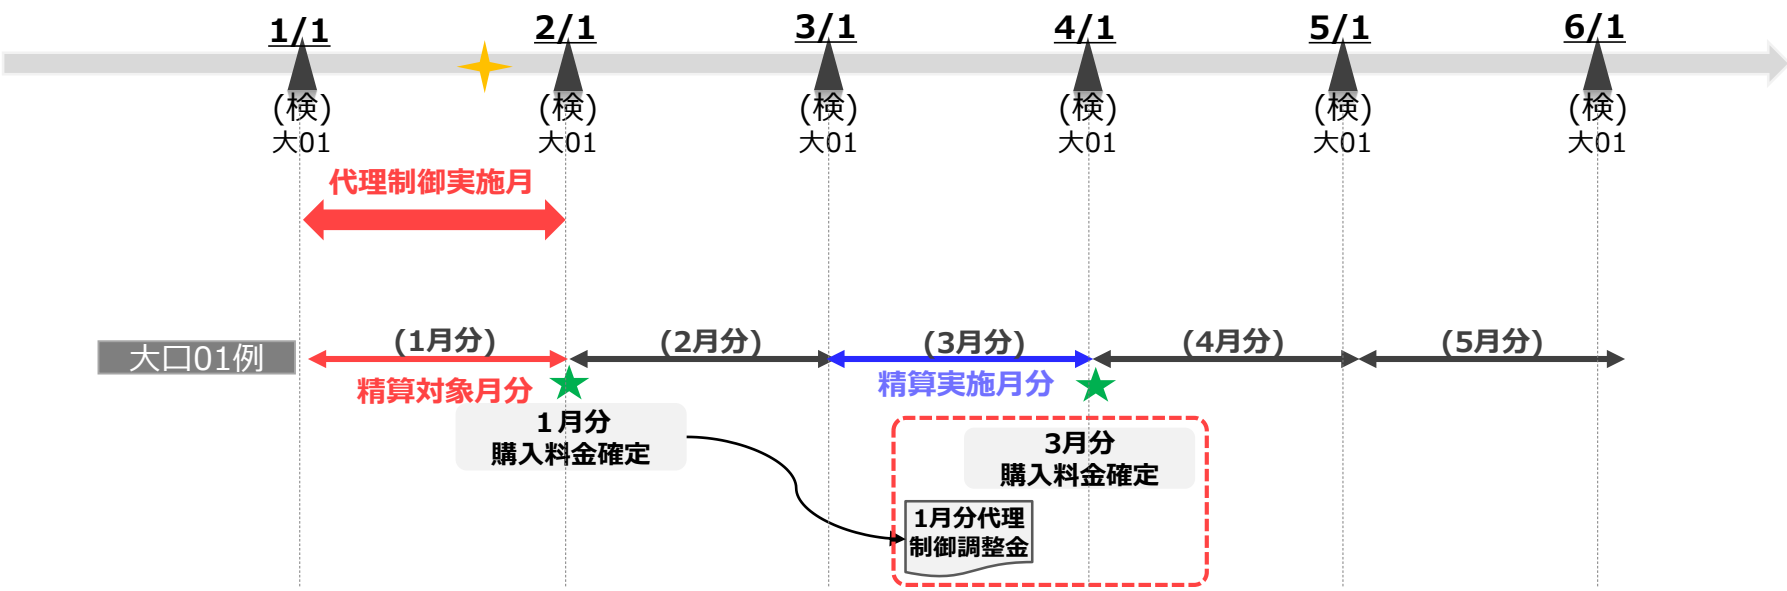 1/1
2/1
3/1
4/1
5/1
6/1
(検)
大01
(検)
大01
(検)
大01
(検)
大01
(検)
大01
(検)
大01
代理制御実施月
大口01例
(1月分)
(2月分)
(3月分)
(4月分)
(5月分)
精算対象月分
精算実施月分
１月分
購入料金確定
3月分
購入料金確定
1月分代理
制御調整金